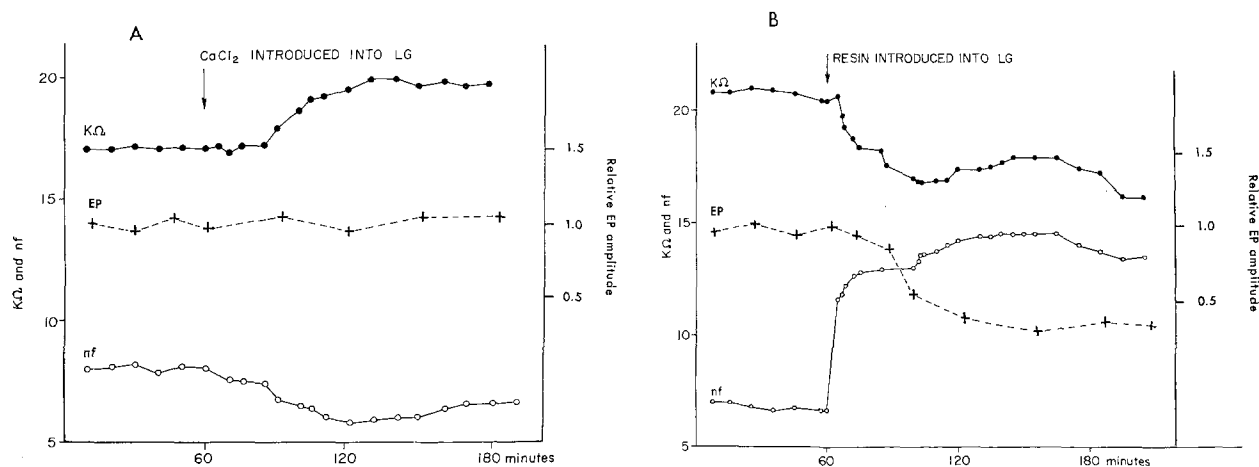 A
CaCl₂ INTRODUCED INTO LG
20
KΩ
1.5
EP
15
1.0
KΩ and nf
Relative EP amplitude
0.5
10
nf
5
60
120
180 minutes
B
RESIN INTRODUCED INTO LG
KΩ
20
1.5
EP
15
1.0
KΩ and nf
Relative EP amplitude
0.5
10
nf
5
60
120
180 minutes